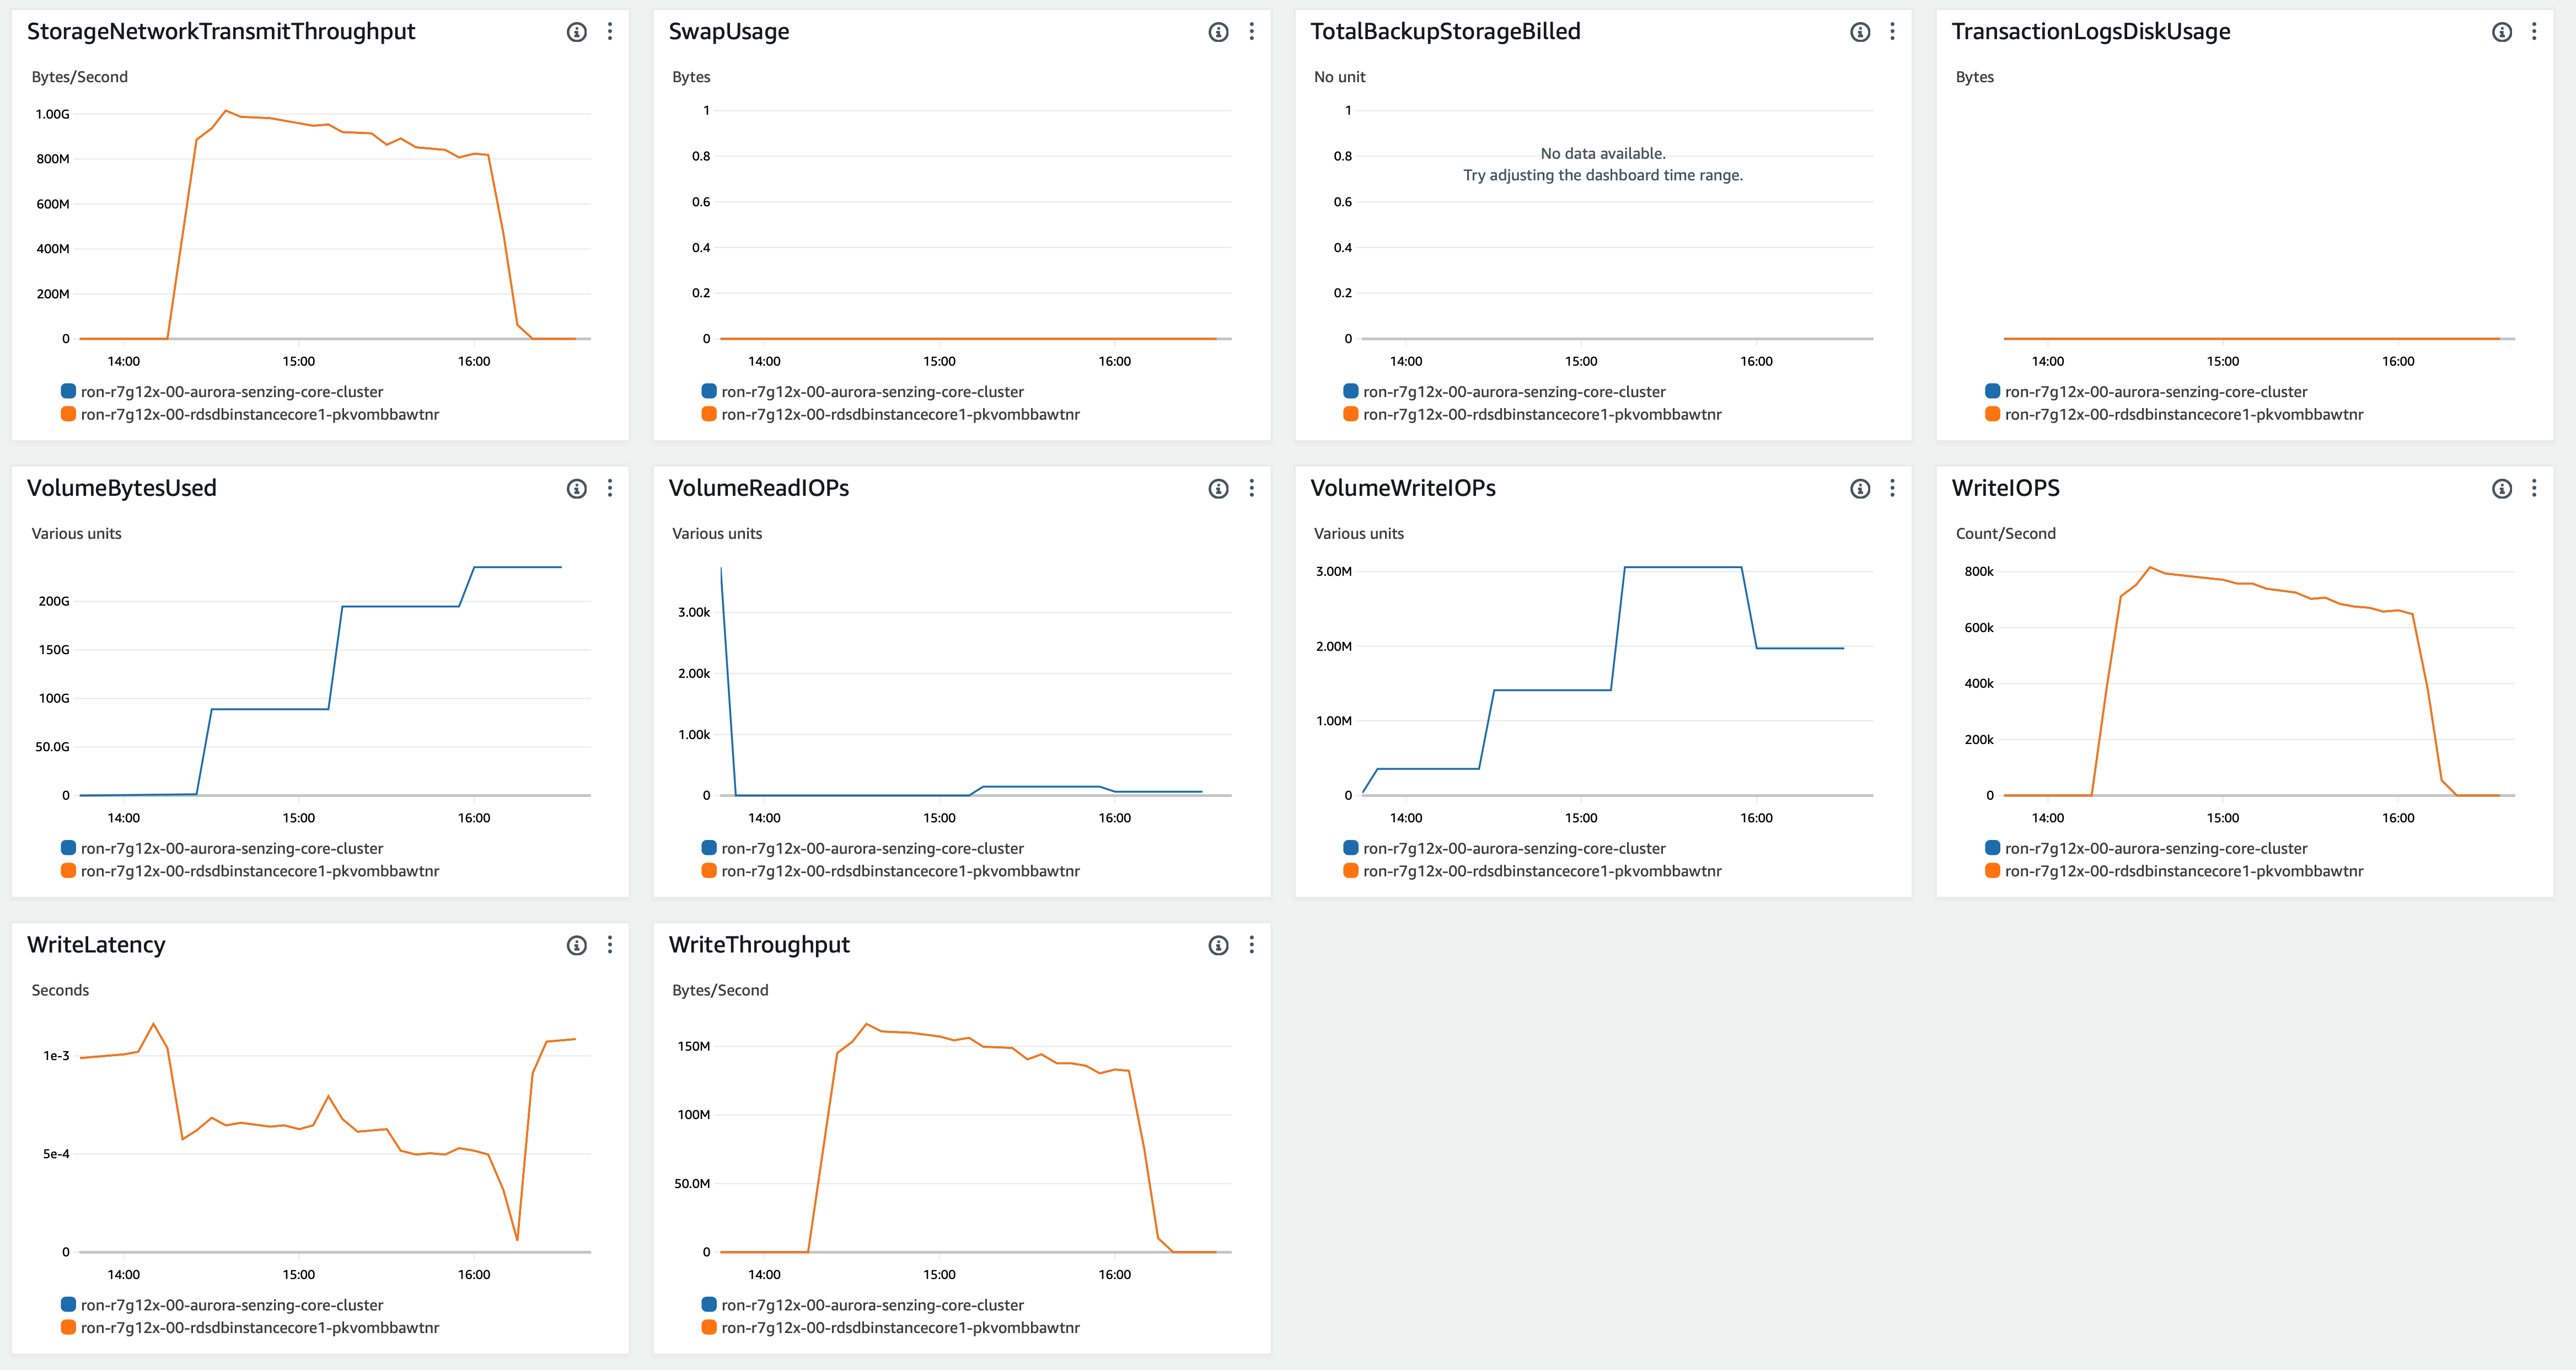 StorageNetworkTransmitThroughput
Bytes/Second
1.00G
800M
600M
400M
200M
0
14:00 15:00 16:00
ron-r7g12x-00-aurora-senzing-core-cluster
ron-r7g12x-00-rdsdbinstancecore1-pkvombbawtnr
SwapUsage
Bytes
1
0.8
0.6
0.4
0.2
0
14:00 15:00 16:00
ron-r7g12x-00-aurora-senzing-core-cluster
ron-r7g12x-00-rdsdbinstancecore1-pkvombbawtnr
TotalBackupStorageBilled
No unit
1
0.8
0.6
0.4
0.2
0
No data available.
Try adjusting the dashboard time range.
14:00 15:00 16:00
ron-r7g12x-00-aurora-senzing-core-cluster
ron-r7g12x-00-rdsdbinstancecore1-pkvombbawtnr
TransactionLogsDiskUsage
Bytes
14:00 15:00 16:00
ron-r7g12x-00-aurora-senzing-core-cluster
ron-r7g12x-00-rdsdbinstancecore1-pkvombbawtnr
VolumeBytesUsed
Various units
200G
150G
100G
50.0G
0
14:00 15:00 16:00
ron-r7g12x-00-aurora-senzing-core-cluster
ron-r7g12x-00-rdsdbinstancecore1-pkvombbawtnr
VolumeReadIOPs
Various units
3.00k
2.00k
1.00k
0
14:00 15:00 16:00
ron-r7g12x-00-aurora-senzing-core-cluster
ron-r7g12x-00-rdsdbinstancecore1-pkvombbawtnr
VolumeWriteIOPs
Various units
3.00M
2.00M
1.00M
0
14:00 15:00 16:00
ron-r7g12x-00-aurora-senzing-core-cluster
ron-r7g12x-00-rdsdbinstancecore1-pkvombbawtnr
WriteIOPS
Count/Second
800k
600k
400k
200k
0
14:00 15:00 16:00
ron-r7g12x-00-aurora-senzing-core-cluster
ron-r7g12x-00-rdsdbinstancecore1-pkvombbawtnr
WriteLatency
Seconds
1e-3
5e-4
0
14:00 15:00 16:00
ron-r7g12x-00-aurora-senzing-core-cluster
ron-r7g12x-00-rdsdbinstancecore1-pkvombbawtnr
WriteThroughput
Bytes/Second
150M
100M
50.0M
0
14:00 15:00 16:00
ron-r7g12x-00-aurora-senzing-core-cluster
ron-r7g12x-00-rdsdbinstancecore1-pkvombbawtnr